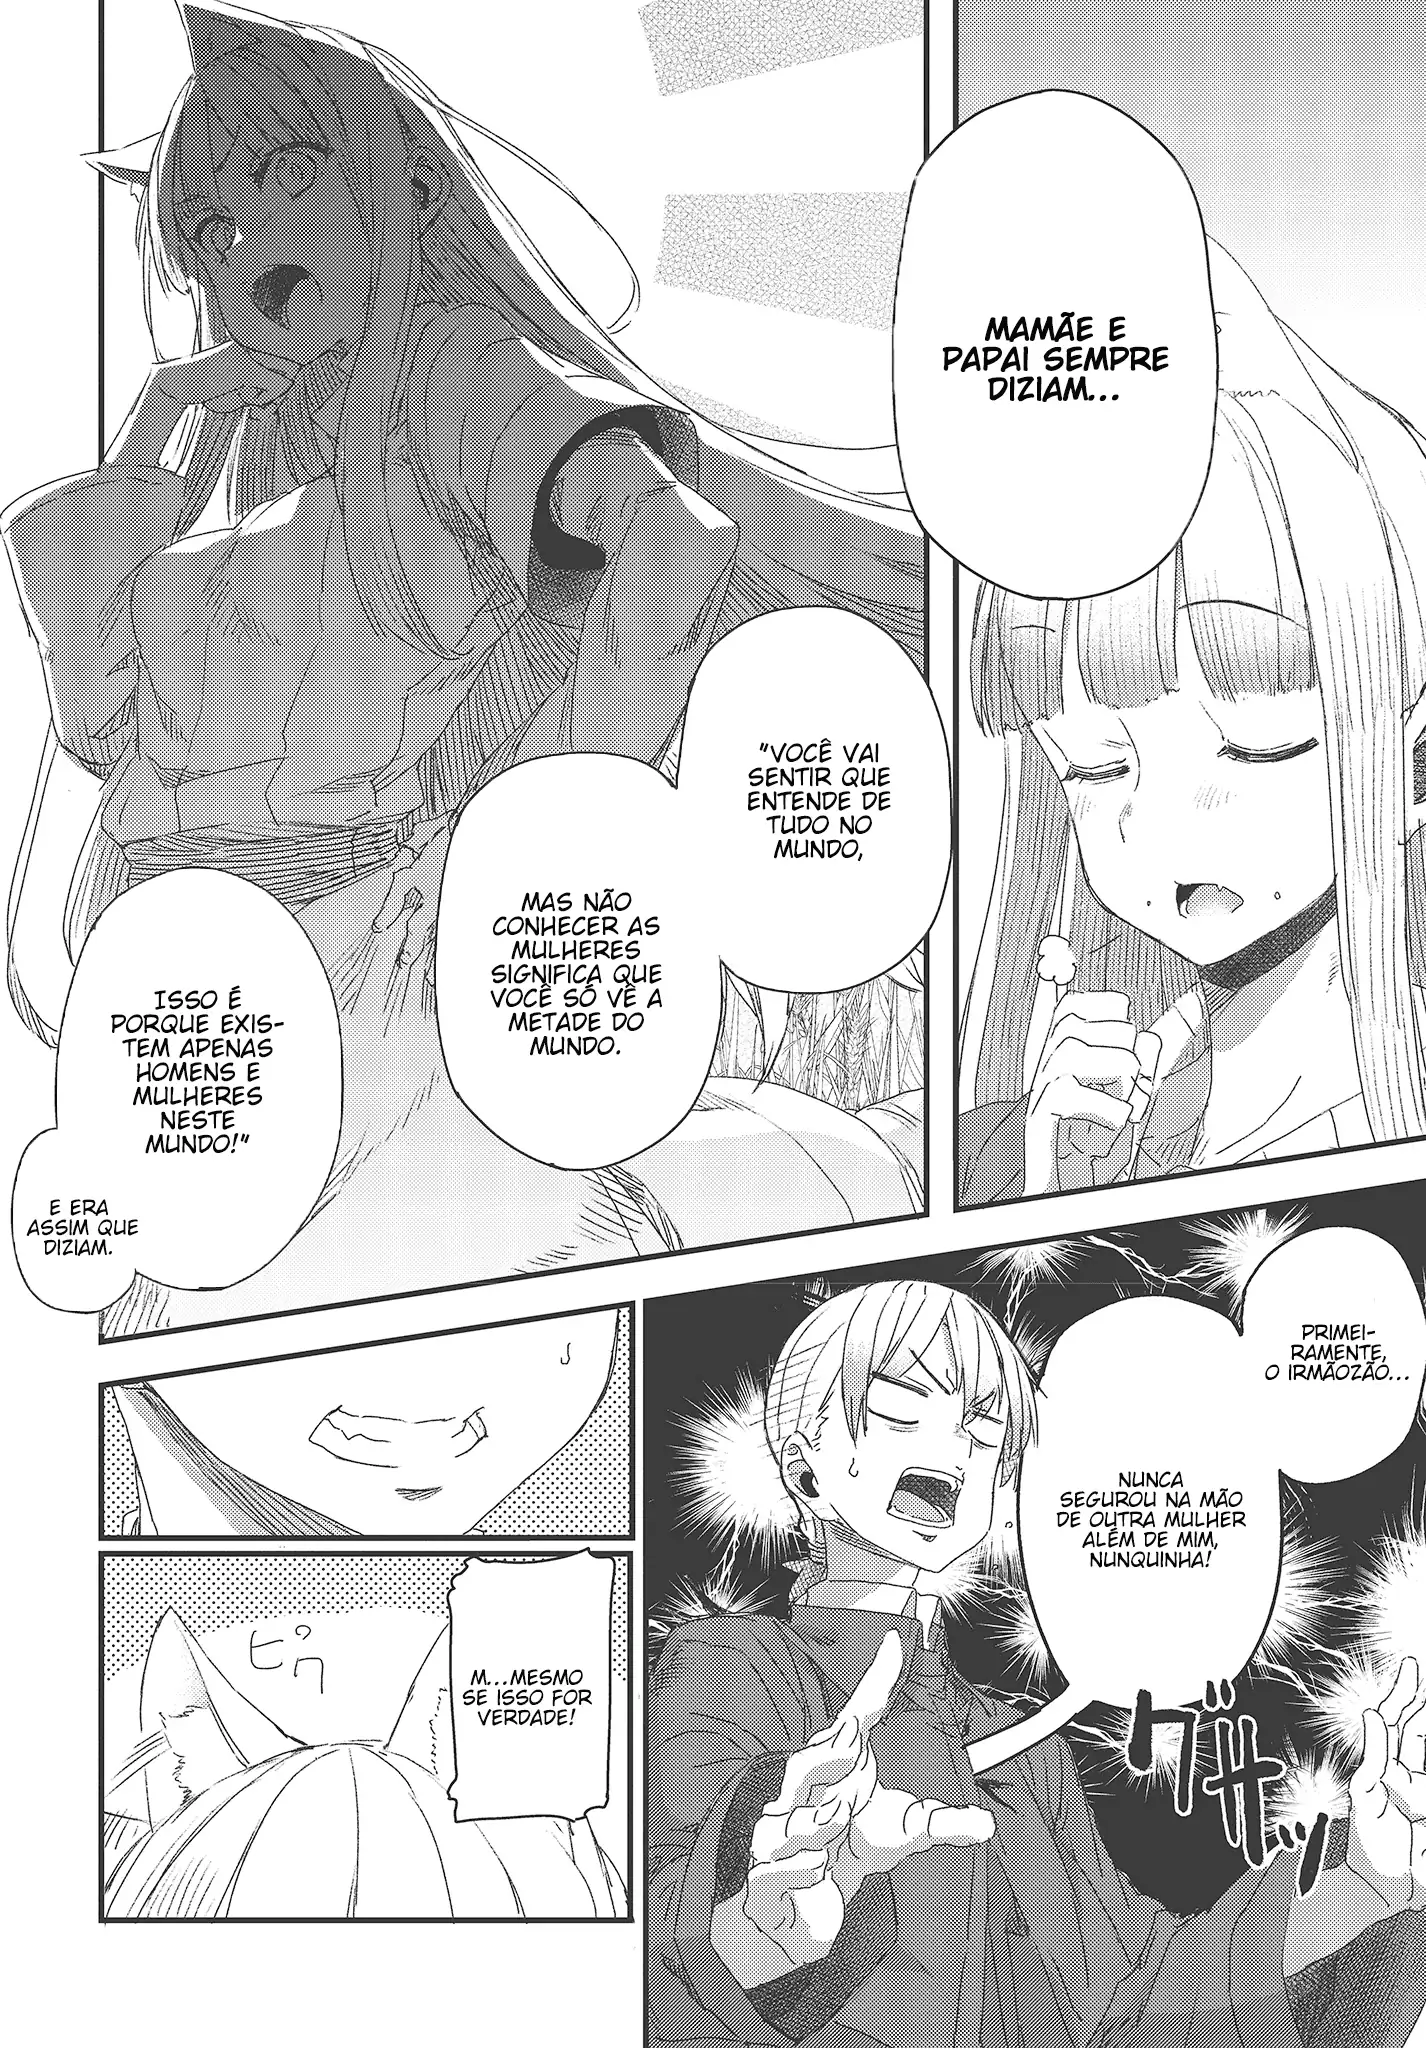 MAMÃE E
PAPAI SEMPRE
DIZIAM...
"VOCÊ VAI
SENTIR QUE
ENTENDE DE
TUDO NO
MUNDO,
MAS NÃO
CONHECER AS
MULHERES
SIGNIFICA QUE
VOCÊ SÓ VÊ A
METADE DO
MUNDO.
ISSO É
PORQUE EXIS-
TEM APENAS
HOMENS E
MULHERES
NESTE
MUNDO!"
E ERA
ASSIM QUE
DIZIAM.
PRIMEI-
RAMENTE,
O IRMÃOZÃO...
NUNCA
SEGUROU NA MÃO
DE OUTRA MULHER
ALÉM DE MIM,
NUNQUINHA!
グサッ
ピク
M...MESMO
SE ISSO FOR
VERDADE!